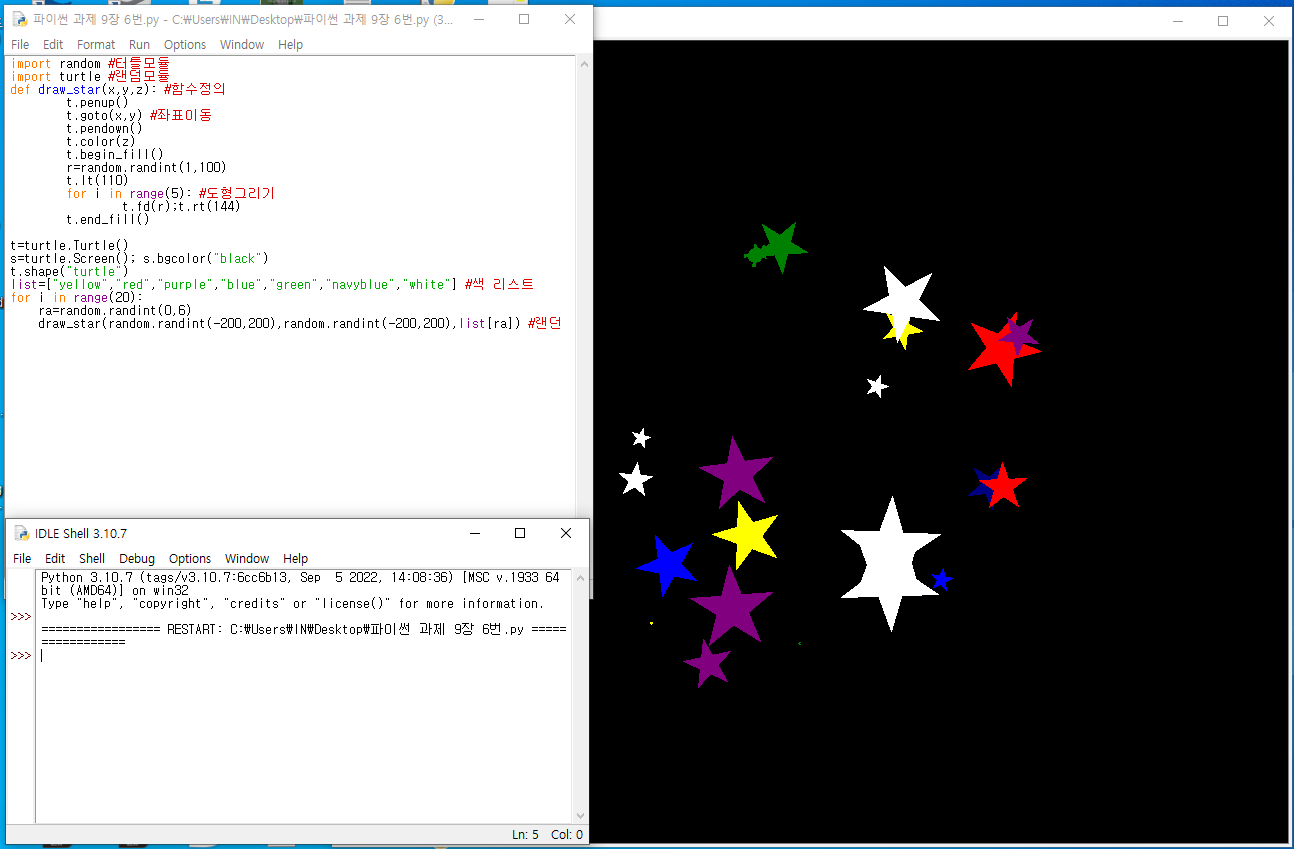 파이썬 과제 9장 6번.py - C:₩Users₩IN₩Desktop₩파이썬 과제 9장 6번.py (3...
File Edit Format Run Options Window Help
import random #터틀모듈
import turtle #랜덤모듈
def draw_star(x,y,z): #함수정의
t.penup()
t.goto(x,y) #좌표이동
t.pendown()
t.color(z)
t.begin_fill()
r=random.randint(1,100)
t.lt(110)
for i in range(5): #도형그리기
t.fd(r);t.rt(144)
t.end_fill()
t=turtle.Turtle()
s=turtle.Screen(); s.bgcolor("black")
t.shape("turtle")
list=["yellow","red","purple","blue","green","navyblue","white"] #색 리스트
for i in range(20):
ra=random.randint(0,6)
draw_star(random.randint(-200,200),random.randint(-200,200),list[ra]) #랜던
IDLE Shell 3.10.7
File Edit Shell Debug Options Window Help
Python 3.10.7 (tags/v3.10.7:6cc6b13, Sep  5 2022, 14:08:36) [MSC v.1933 64
bit (AMD64)] on win32
Type "help", "copyright", "credits" or "license()" for more information.
>>>
================= RESTART: C:₩Users₩IN₩Desktop₩파이썬 과제 9장 6번.py =====
============
>>>
Ln: 5 Col: 0